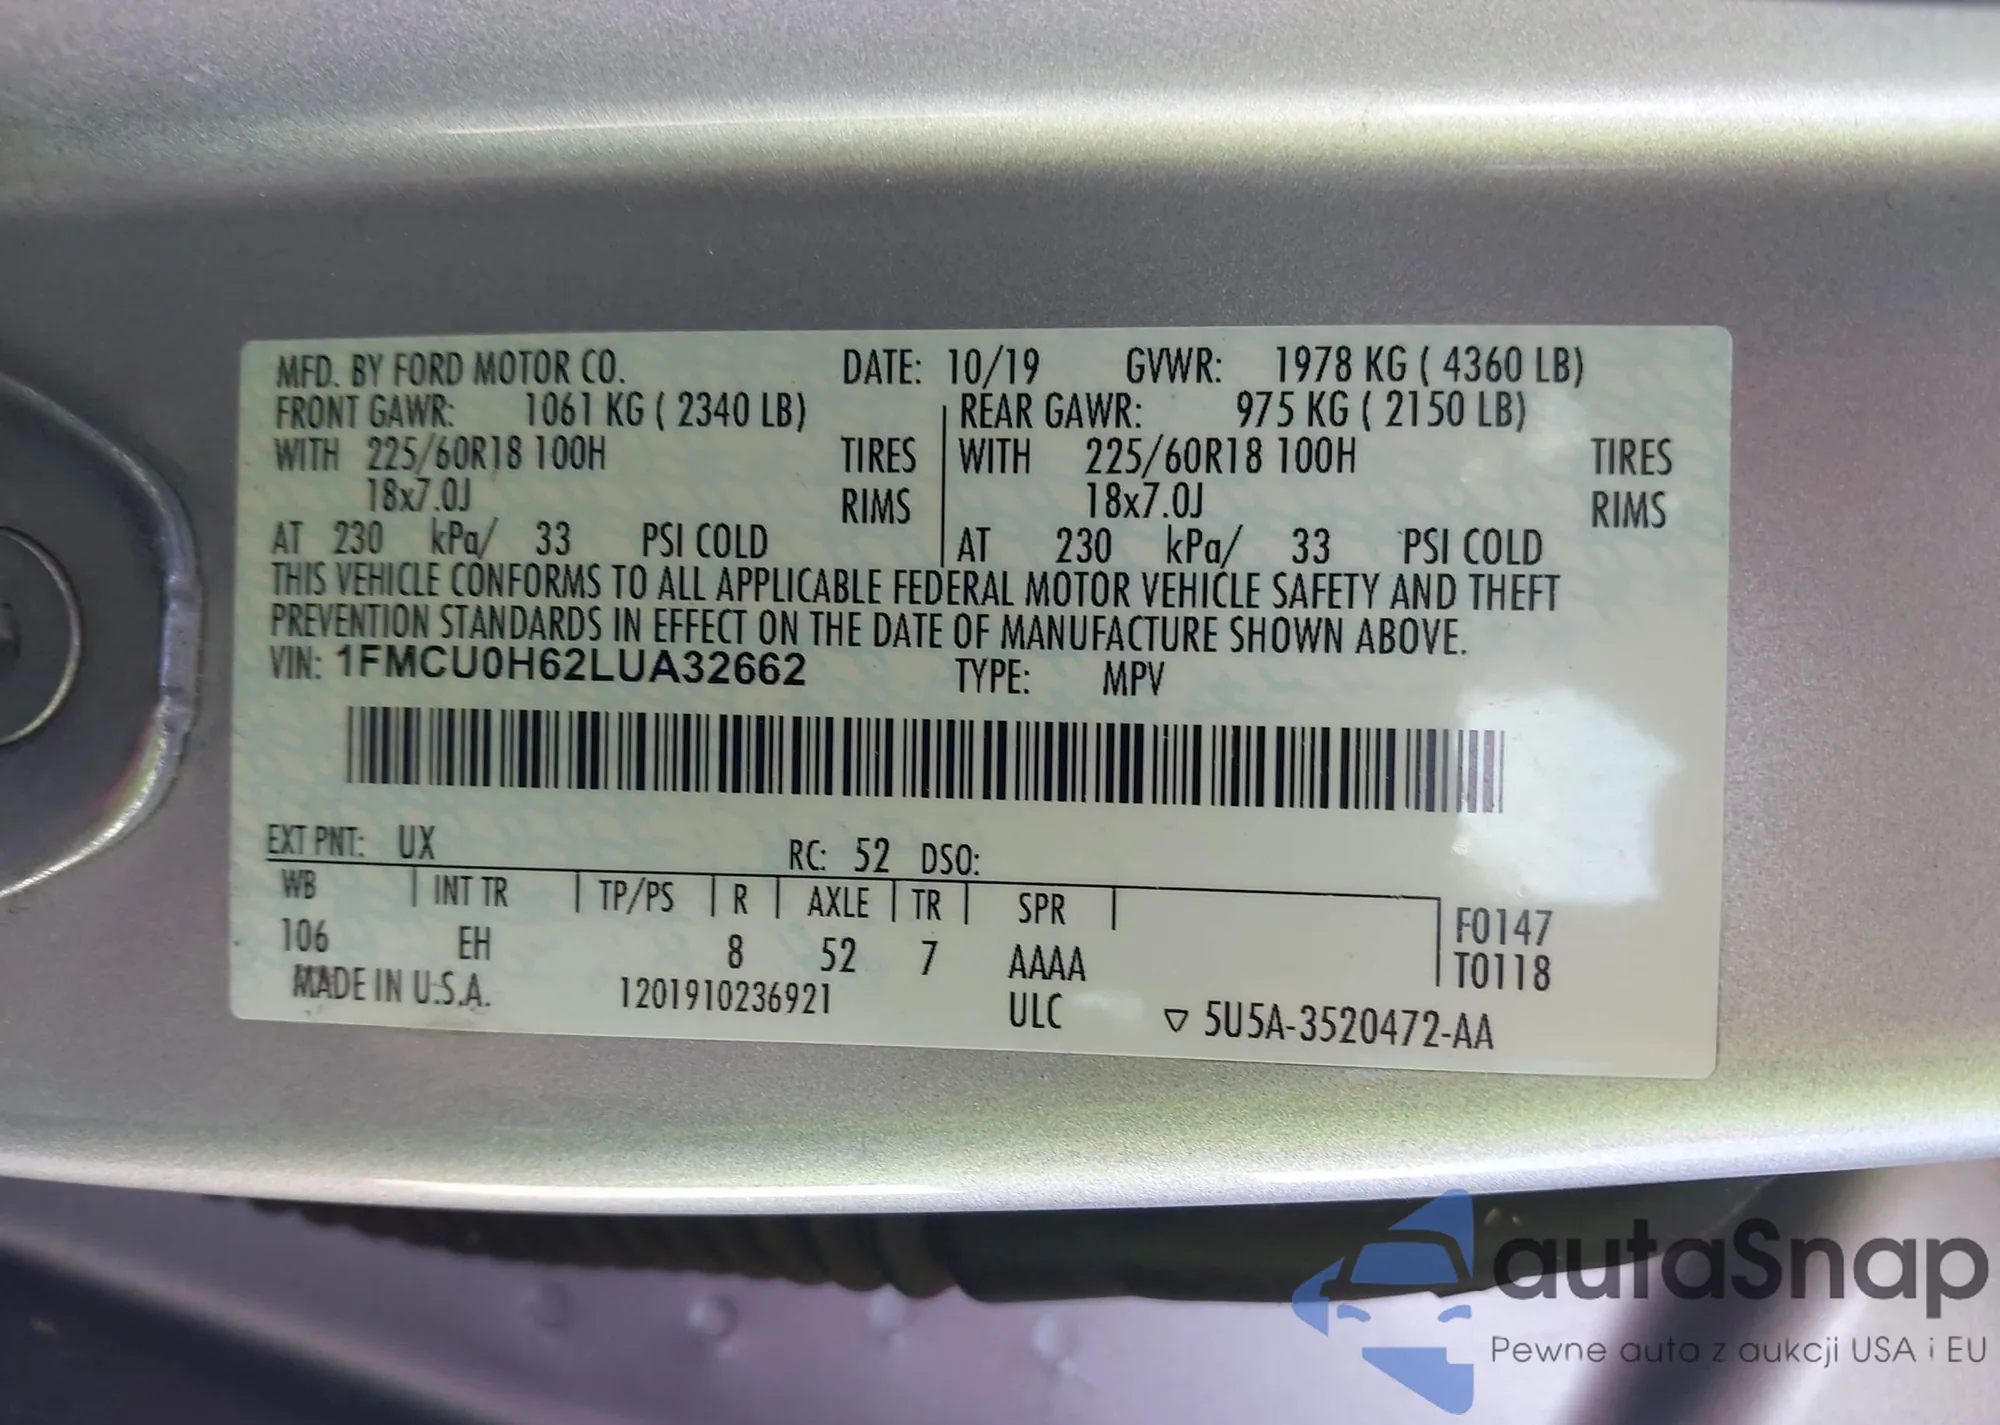 MFD. BY FORD MOTOR CO. DATE: 10/19 GVWR: 1978 KG ( 4360 LB)
FRONT GAWR: 1061 KG ( 2340 LB) REAR GAWR: 975 KG ( 2150 LB)
WITH 225/60R18 100H TIRES WITH 225/60R18 100H TIRES
18x7.0J RIMS 18x7.0J RIMS
AT 230 kPa/ 33 PSI COLD AT 230 kPa/ 33 PSI COLD
THIS VEHICLE CONFORMS TO ALL APPLICABLE FEDERAL MOTOR VEHICLE SAFETY AND THEFT
PREVENTION STANDARDS IN EFFECT ON THE DATE OF MANUFACTURE SHOWN ABOVE.
VIN: 1FMCU0H62LUA32662 TYPE: MPV
EXT PNT: UX RC: 52 DSO:
WB INT TR TP/PS R AXLE TR SPR F0147
106 EH 8 52 7 AAAA T0118
MADE IN U.S.A. 1201910236921 ULC ▽ 5U5A-3520472-AA
autaSnap
Pewne auta z aukcji USA i EU